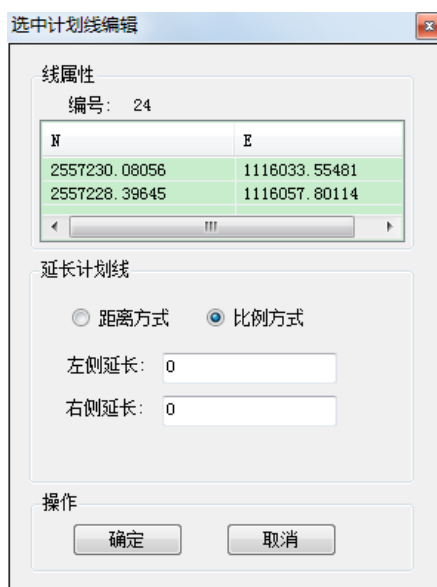 选中计划线编辑
线属性
编号: 24
N E
2557230.08056 1116033.55481
2557228.39645 1116057.80114
延长计划线
距离方式 比例方式
左侧延长: 0
右侧延长: 0
操作
确定 取消